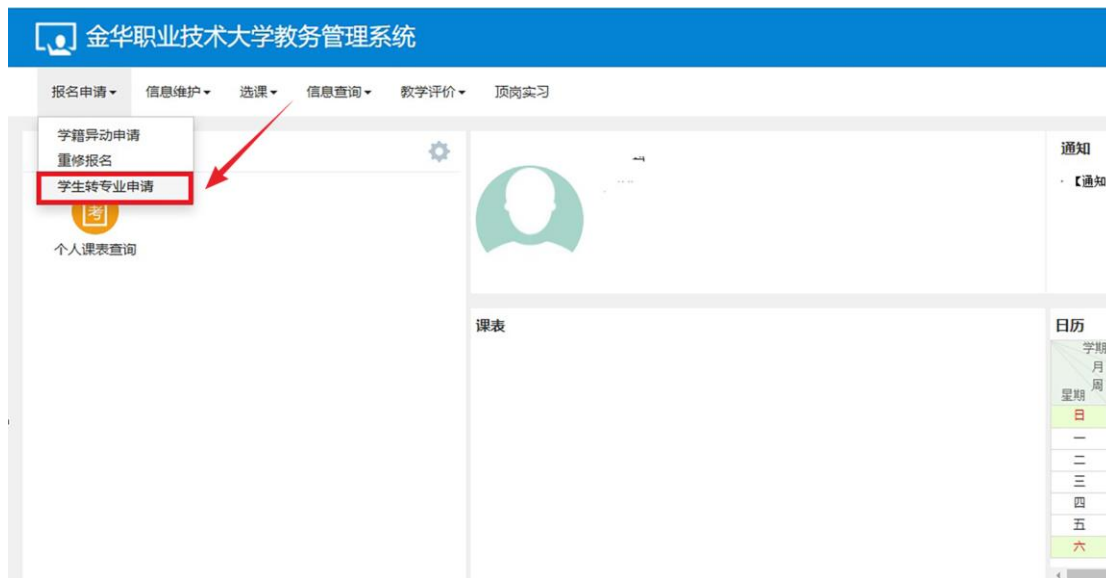 金华职业技术大学教务管理系统
报名申请 信息维护 选课 信息查询 教学评价 顶岗实习
学籍异动申请
重修报名
学生转专业申请
考
个人课表查询
通知
·【通知
课表
日历
学期
月
周
星期
日
一
二
三
四
五
六